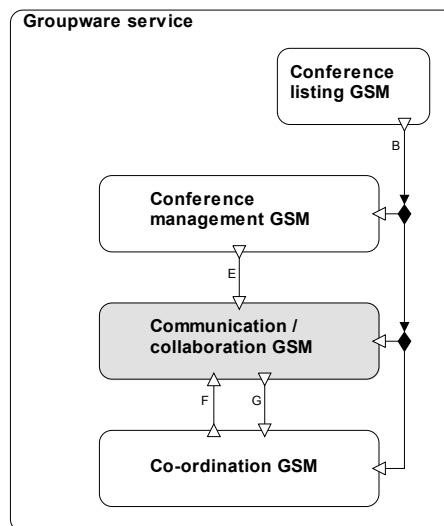 Groupware service
Conference
listing GSM
B
Conference
management GSM
E
Communication /
collaboration GSM
F
G
Co-ordination GSM